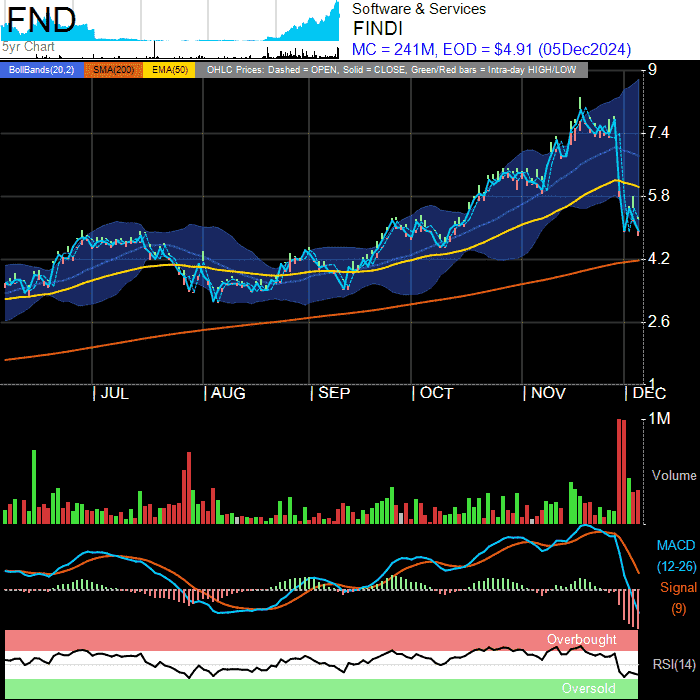 FND
Software & Services
FINDI
5yr Chart
MC = 241M, EOD = $4.91 (05Dec2024)
BollBands(20,2) SMA(200) EMA(50) OHLC Prices: Dashed = OPEN, Solid = CLOSE, Green/Red bars = Intra-day HIGH/LOW
9
7.4
5.8
4.2
2.6
1
JUL AUG SEP OCT NOV DEC
1M
Volume
MACD
(12-26)
Signal
(9)
Overbought
RSI(14)
Oversold